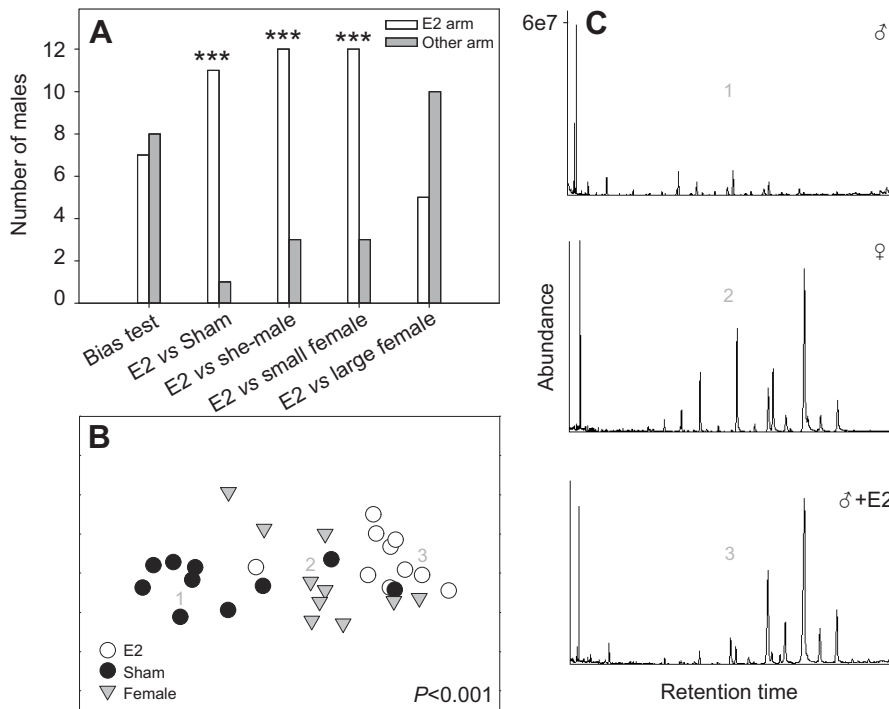 A
E2 arm
Other arm
***
***
***
Number of males
12
10
8
6
4
2
0
Bias test
E2 vs Sham
E2 vs she-male
E2 vs small female
E2 vs large female
B
1
2
3
E2
Sham
Female
P<0.001
C
6e7
♂
1
♀
2
♂+E2
3
Abundance
Retention time